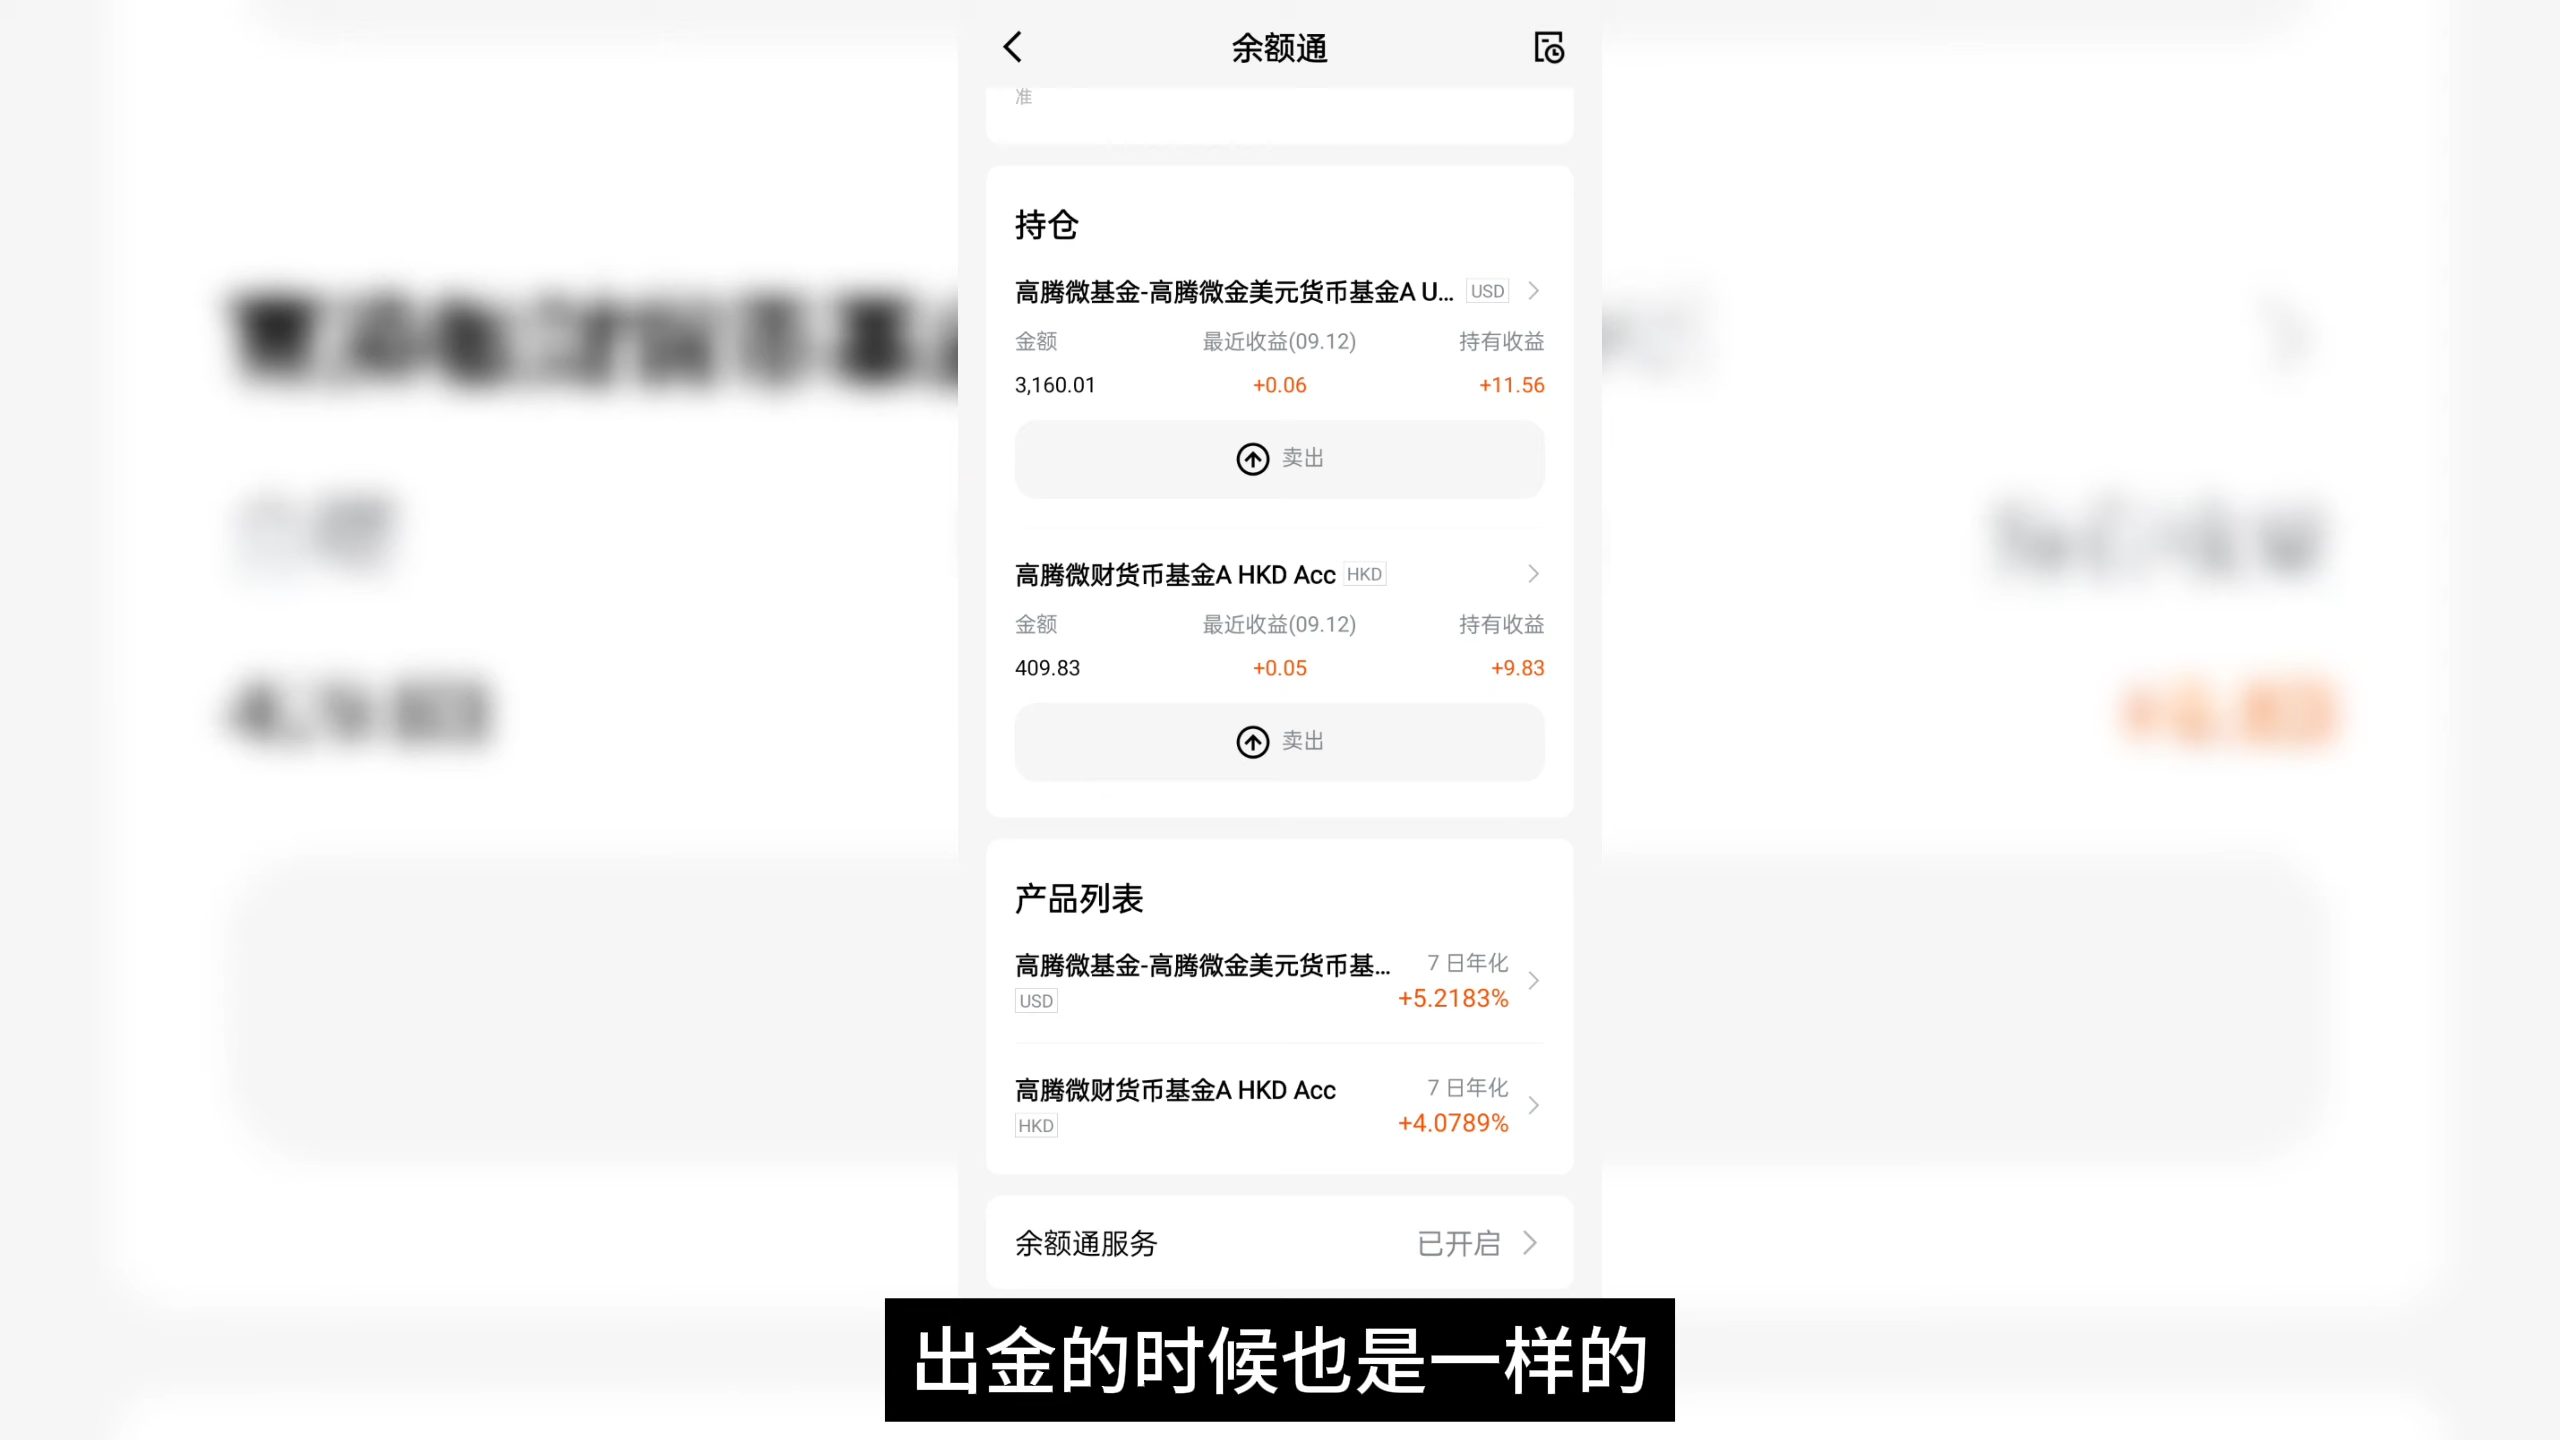 余额通
准
持仓
高腾微基金-高腾微金美元货币基金A U... USD
金额 最近收益(09.12) 持有收益
3,160.01 +0.06 +11.56
卖出
高腾微财货币基金A HKD Acc HKD
金额 最近收益(09.12) 持有收益
409.83 +0.05 +9.83
卖出
产品列表
高腾微基金-高腾微金美元货币基... 7 日年化
USD +5.2183%
高腾微财货币基金A HKD Acc 7 日年化
HKD +4.0789%
余额通服务 已开启
出金的时候也是一样的